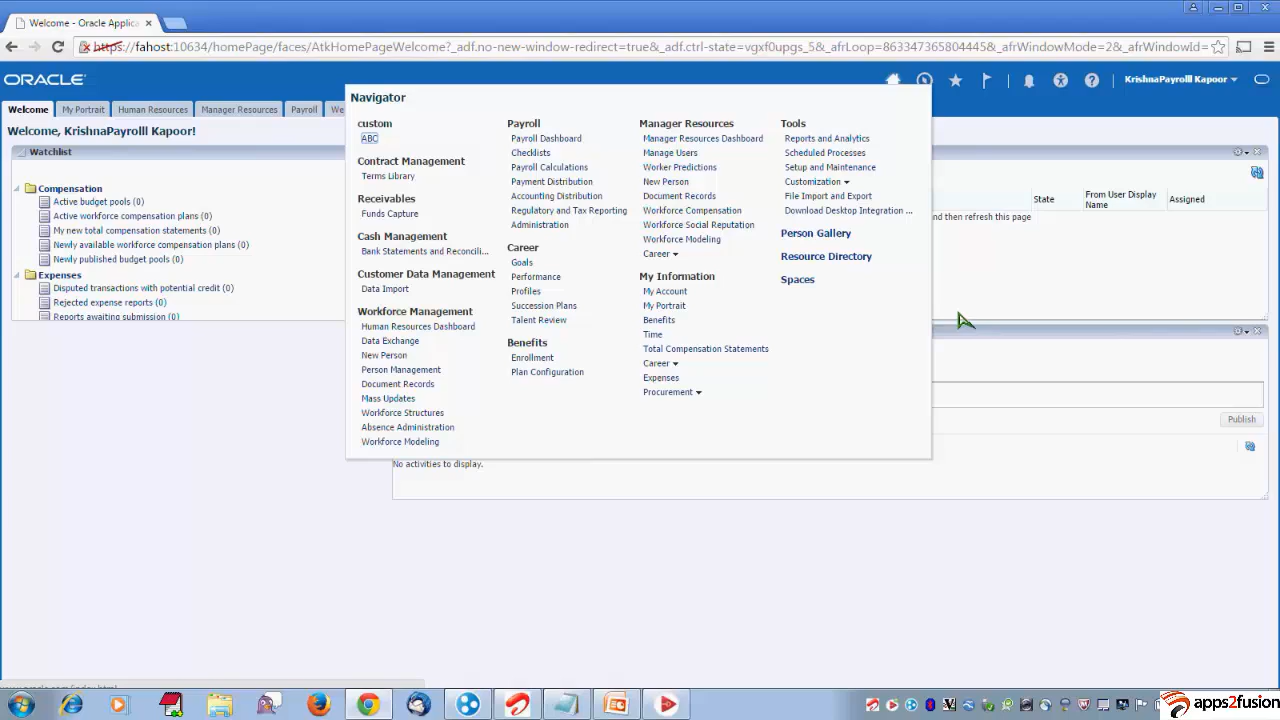 Welcome - Oracle Applica
https://fahost:10634/homePage/faces/AtkHomePageWelcome?_adf.no-new-window-redirect=true&_adf.ctrl-state=vgxf0upgs_5&_afrLoop=863347365804445&_afrWindowMode=2&_afrWindowId=
ORACLE
KrishnaPayrolll Kapoor
Welcome
My Portrait
Human Resources
Manager Resources
Payroll
We
Welcome, KrishnaPayrolll Kapoor!
Watchlist
Compensation
Active budget pools (0)
Active workforce compensation plans (0)
My new total compensation statements (0)
Newly available workforce compensation plans (0)
Newly published budget pools (0)
Expenses
Disputed transactions with potential credit (0)
Rejected expense reports (0)
Reports awaiting submission (0)
Navigator
custom
ABC
Contract Management
Terms Library
Receivables
Funds Capture
Cash Management
Bank Statements and Reconcili...
Customer Data Management
Data Import
Workforce Management
Human Resources Dashboard
Data Exchange
New Person
Person Management
Document Records
Mass Updates
Workforce Structures
Absence Administration
Workforce Modeling
Payroll
Payroll Dashboard
Checklists
Payroll Calculations
Payment Distribution
Accounting Distribution
Regulatory and Tax Reporting
Administration
Career
Goals
Performance
Profiles
Succession Plans
Talent Review
Benefits
Enrollment
Plan Configuration
Manager Resources
Manager Resources Dashboard
Manage Users
Worker Predictions
New Person
Document Records
Workforce Compensation
Workforce Social Reputation
Workforce Modeling
Career
My Information
My Account
My Portrait
Benefits
Time
Total Compensation Statements
Career
Expenses
Procurement
Tools
Reports and Analytics
Scheduled Processes
Setup and Maintenance
Customization
File Import and Export
Download Desktop Integration ...
Person Gallery
Resource Directory
Spaces
State
From User Display Name
Assigned
nd then refresh this page
Publish
No activities to display.
apps2fusion